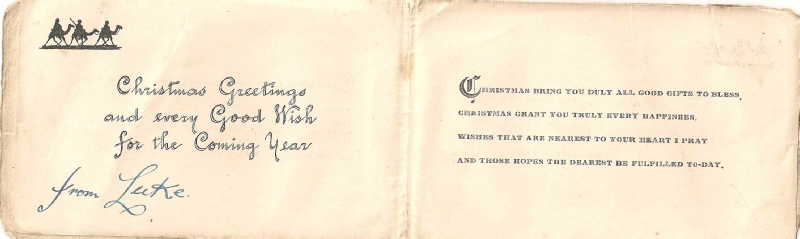 Christmas Greetings
and every Good Wish
for the Coming Year
from Luke.
CHRISTMAS BRING YOU DULY ALL GOOD GIFTS TO BLESS,
CHRISTMAS GRANT YOU TRULY EVERY HAPPINESS,
WISHES THAT ARE NEAREST TO YOUR HEART I PRAY
AND THOSE HOPES THE DEAREST BE FULFILLED TO-DAY.